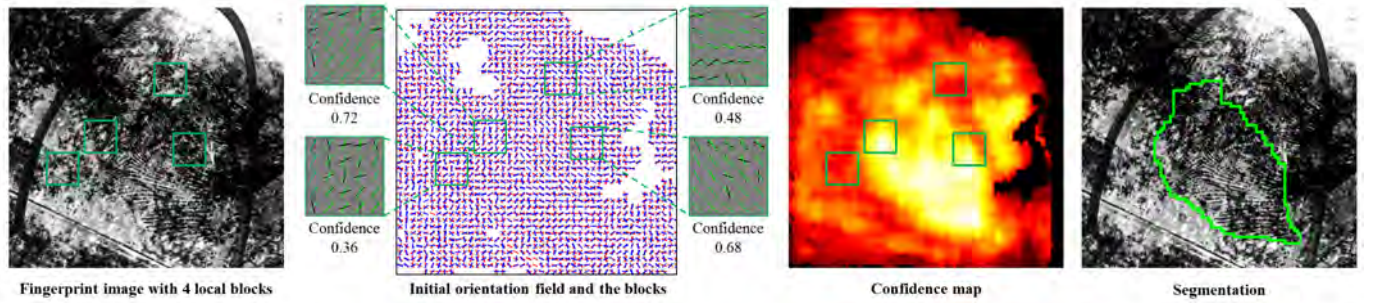 Confidence
0.72
Confidence
0.48
Confidence
0.36
Confidence
0.68
Fingerprint image with 4 local blocks
Initial orientation field and the blocks
Confidence map
Segmentation